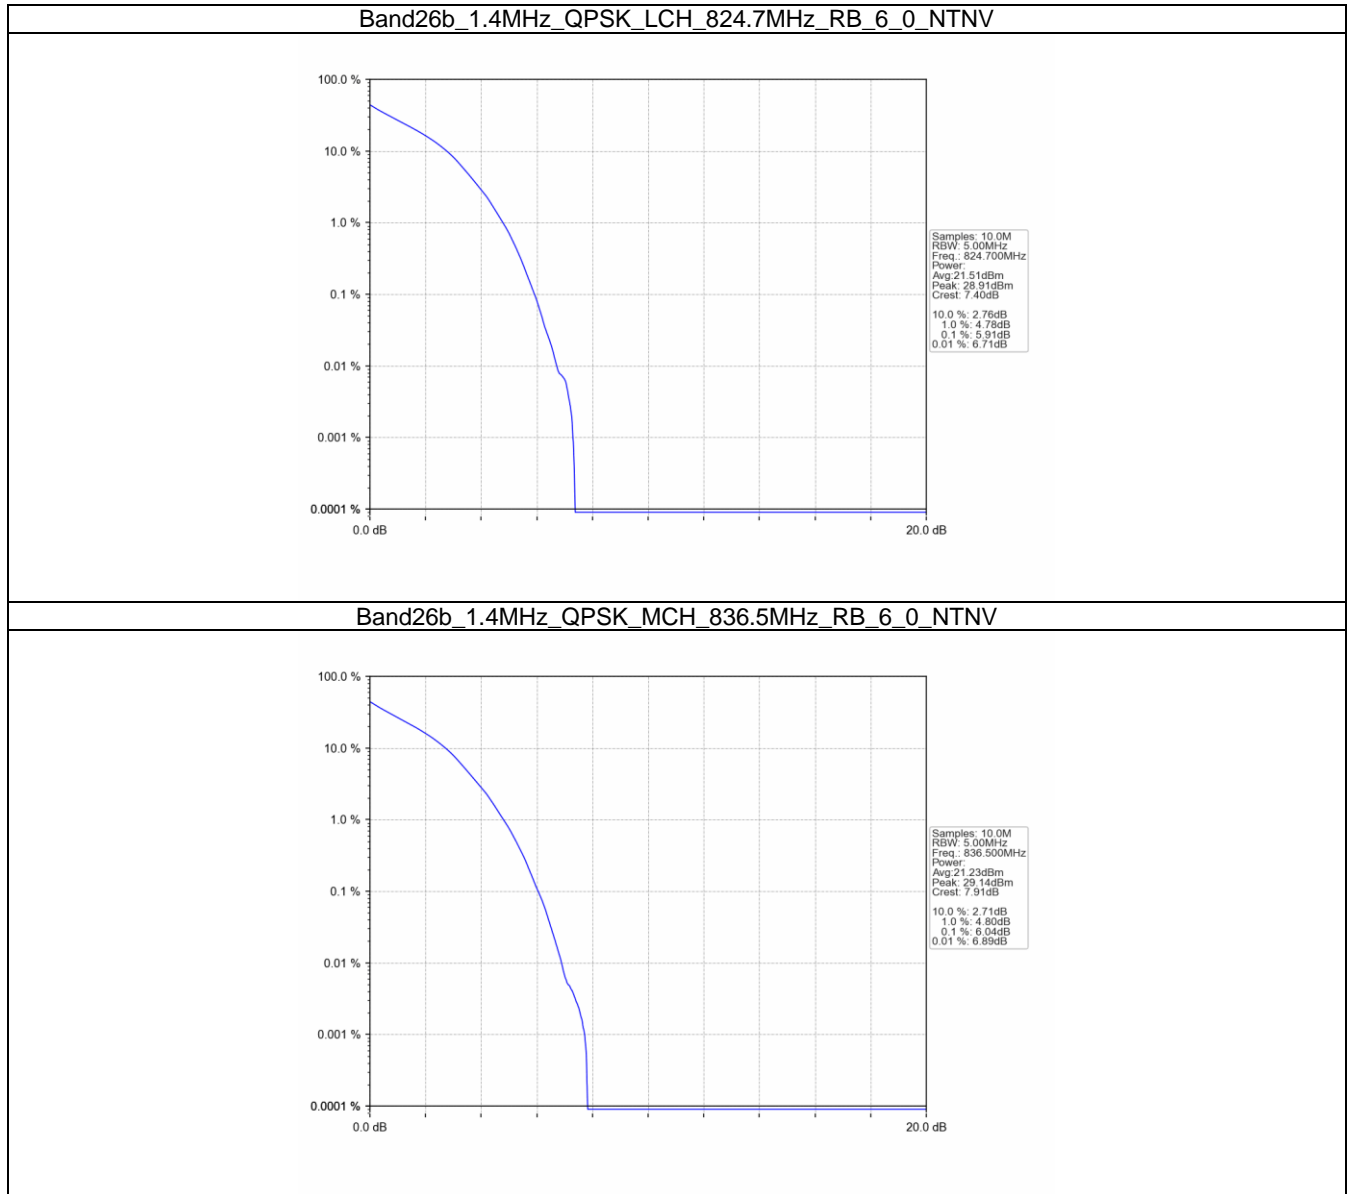 Band26b_1.4MHz_QPSK_LCH_824.7MHz_RB_6_0_NTNV
100.0 %
10.0 %
1.0 %
0.1 %
0.01 %
0.001 %
0.0001 %
0.0 dB
20.0 dB
Samples: 10.0M
RBW: 5.00MHz
Freq.: 824.700MHz
Power:
Avg:21.51dBm
Peak: 28.91dBm
Crest: 7.40dB
10.0 %: 2.76dB
1.0 %: 4.78dB
0.1 %: 5.91dB
0.01 %: 6.71dB
Band26b_1.4MHz_QPSK_MCH_836.5MHz_RB_6_0_NTNV
100.0 %
10.0 %
1.0 %
0.1 %
0.01 %
0.001 %
0.0001 %
0.0 dB
20.0 dB
Samples: 10.0M
RBW: 5.00MHz
Freq.: 836.500MHz
Power:
Avg:21.23dBm
Peak: 29.14dBm
Crest: 7.91dB
10.0 %: 2.71dB
1.0 %: 4.80dB
0.1 %: 6.04dB
0.01 %: 6.89dB